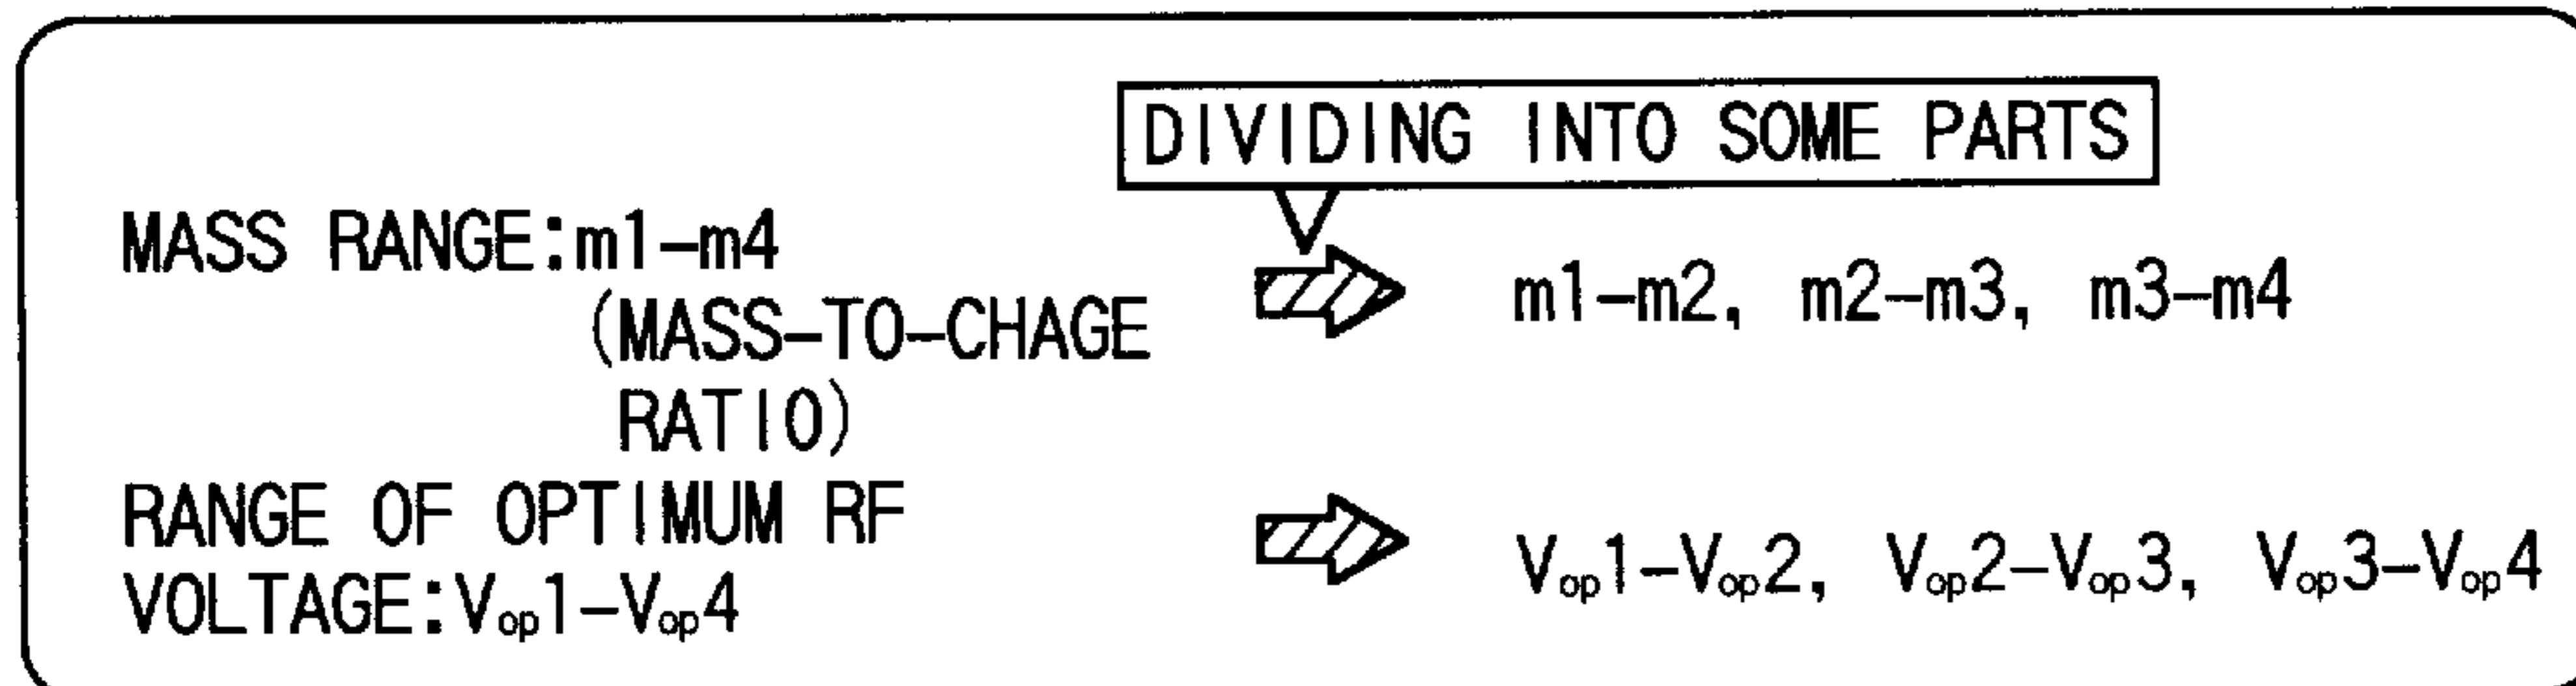 DIVIDING INTO SOME PARTS
MASS RANGE:m1-m4
m1-m2, m2-m3, m3-m4
(MASS-TO-CHAGE
RATIO)
RANGE OF OPTIMUM RF
VOLTAGE:Vop1-Vop4
Vop1-Vop2, Vop2-Vop3, Vop3-Vop4